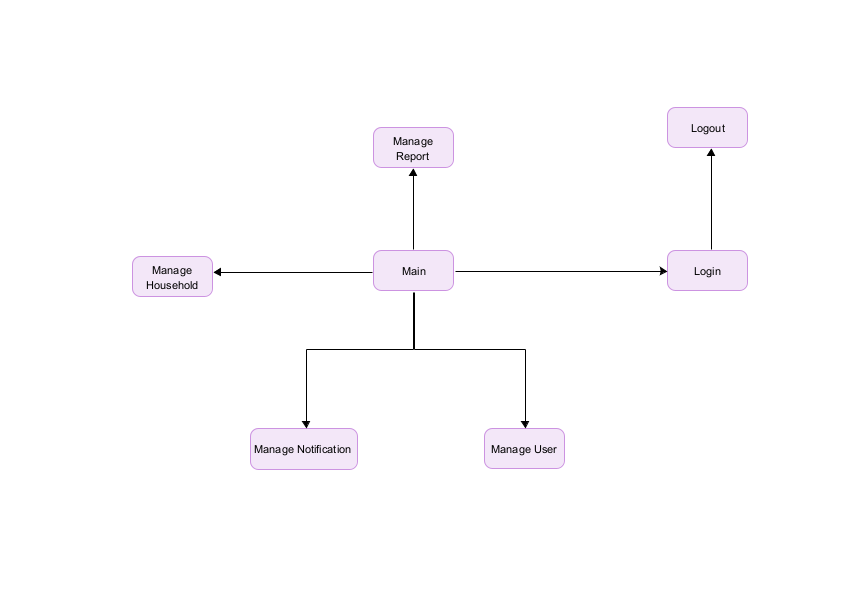 Logout
Manage
Report
Manage
Household
Main
Login
Manage Notification
Manage User